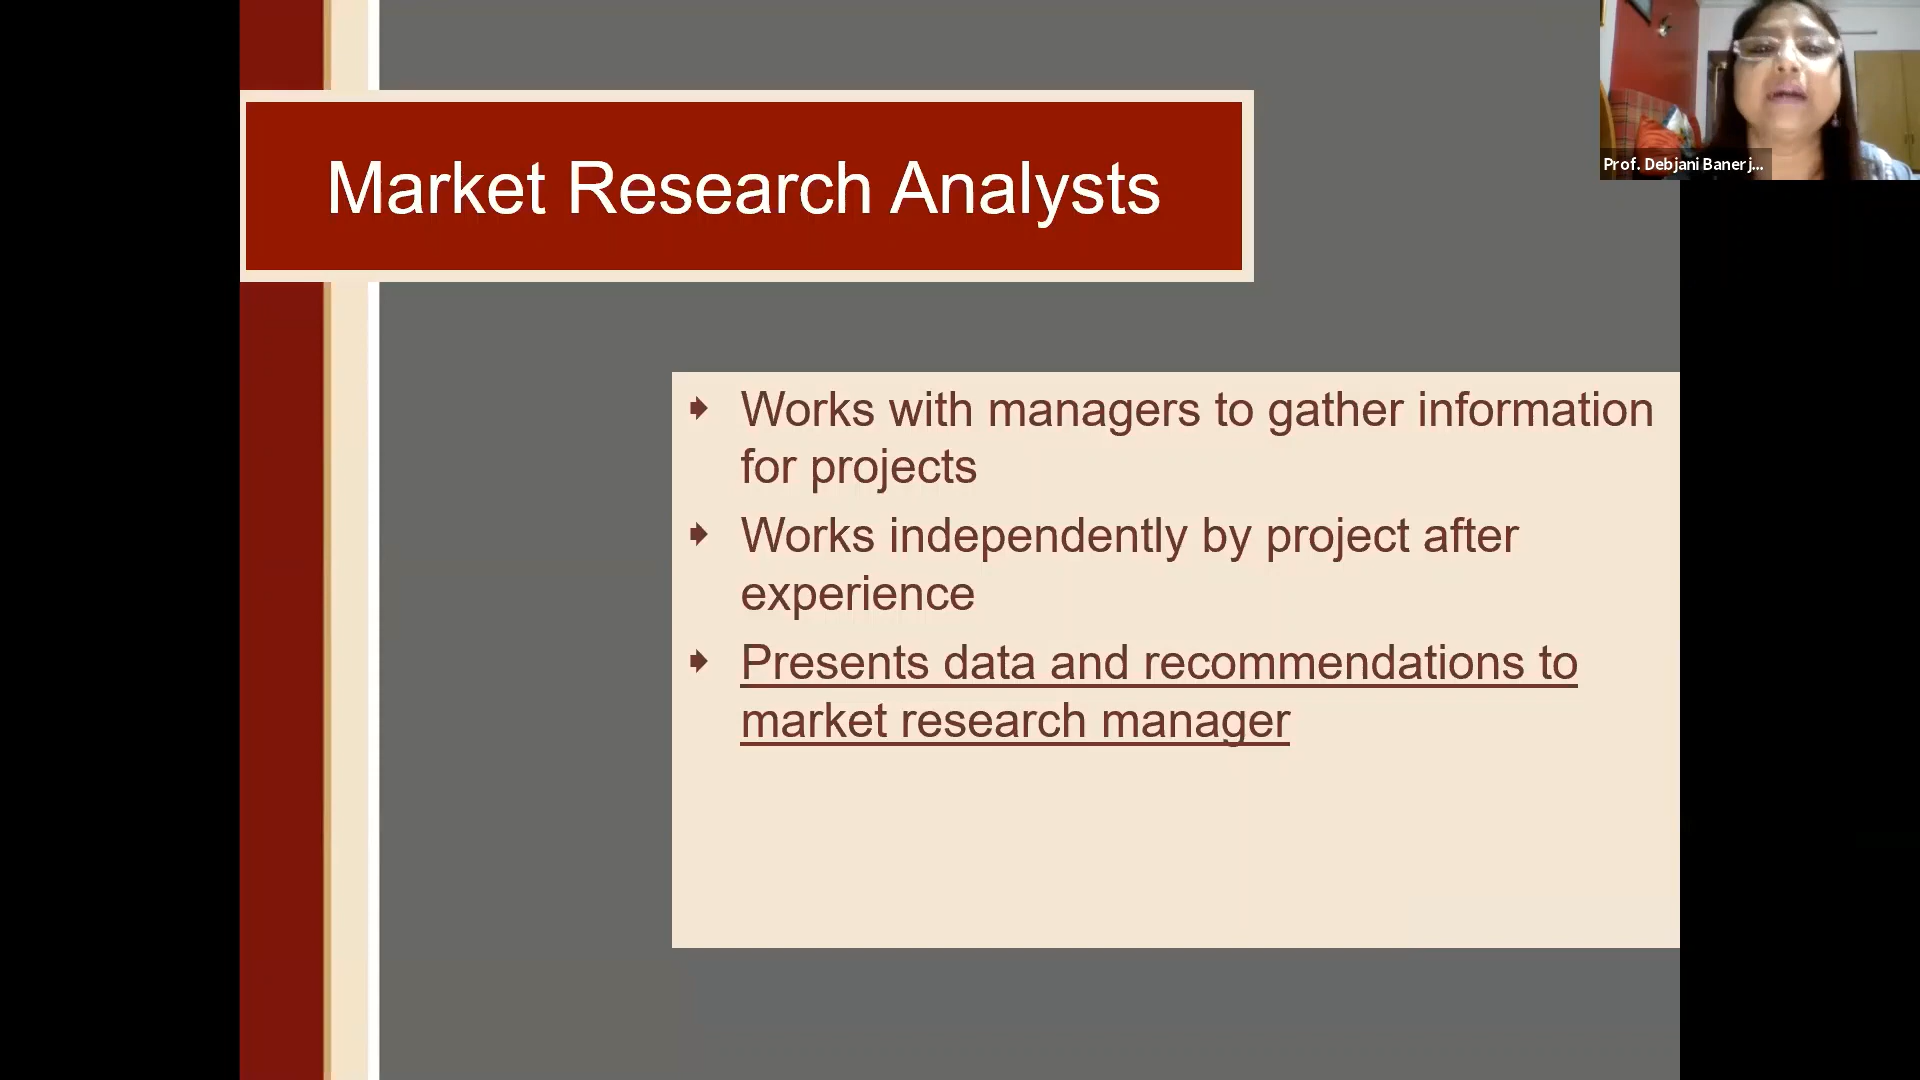 Market Research Analysts
Works with managers to gather information
for projects
Works independently by project after
experience
Presents data and recommendations to
market research manager
Prof. Debjani Banerj...